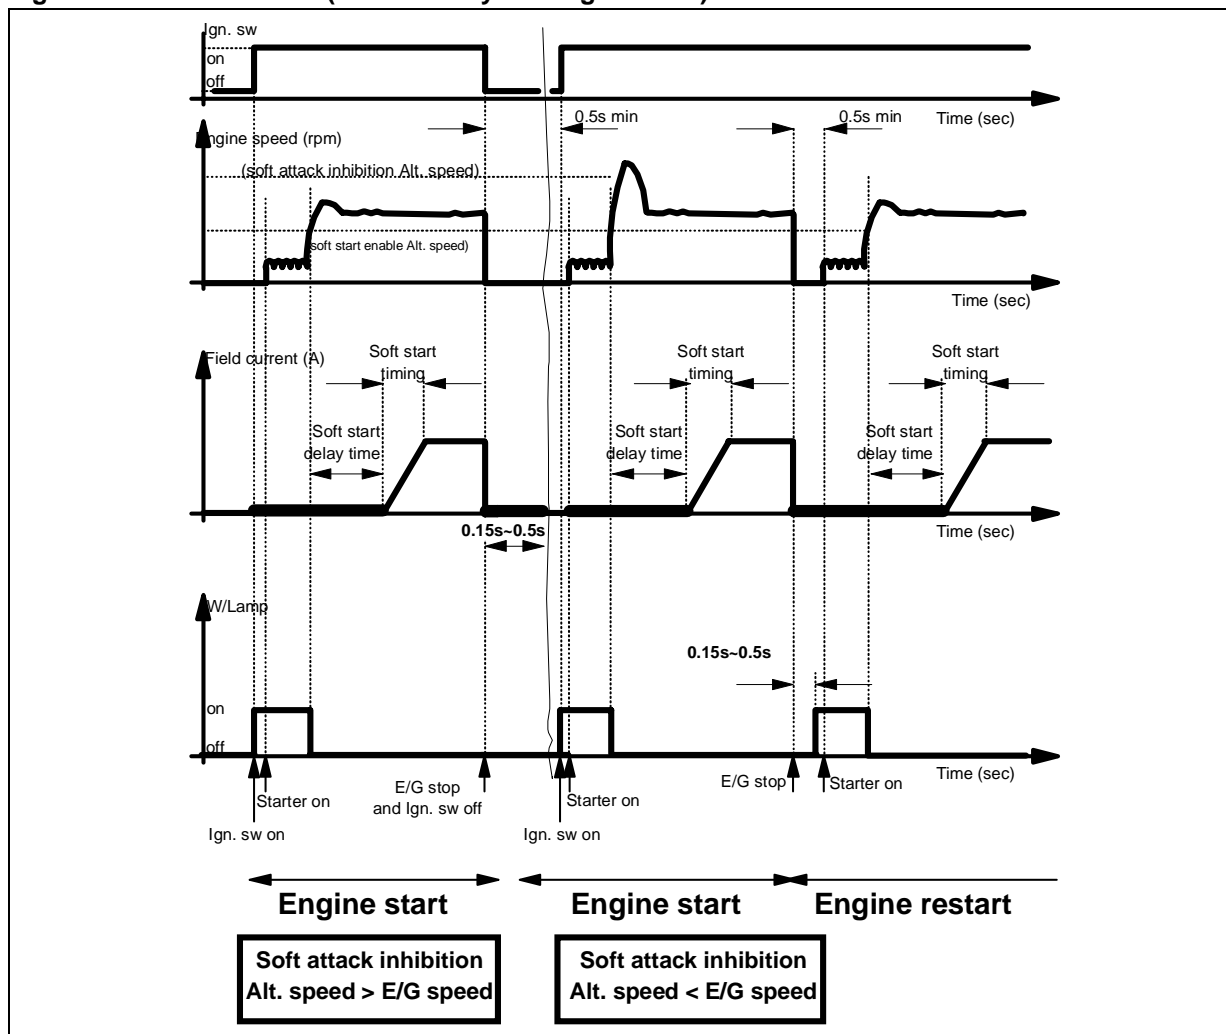 Ign. sw
on
off
Time (sec)
0.5s min
0.5s min
Engine speed (rpm)
(soft attack inhibition Alt. speed)
soft start enable Alt. speed)
Time (sec)
Field current (A)
Soft start
timing
Soft start
timing
Soft start
timing
Soft start
delay time
Soft start
delay time
Soft start
delay time
Time (sec)
0.15s~0.5s
W/Lamp
0.15s~0.5s
on
off
Time (sec)
Starter on
E/G stop
and Ign. sw off
Starter on
E/G stop
Starter on
Ign. sw on
Ign. sw on
Engine start
Engine start
Engine restart
Soft attack inhibition
Alt. speed > E/G speed
Soft attack inhibition
Alt. speed < E/G speed